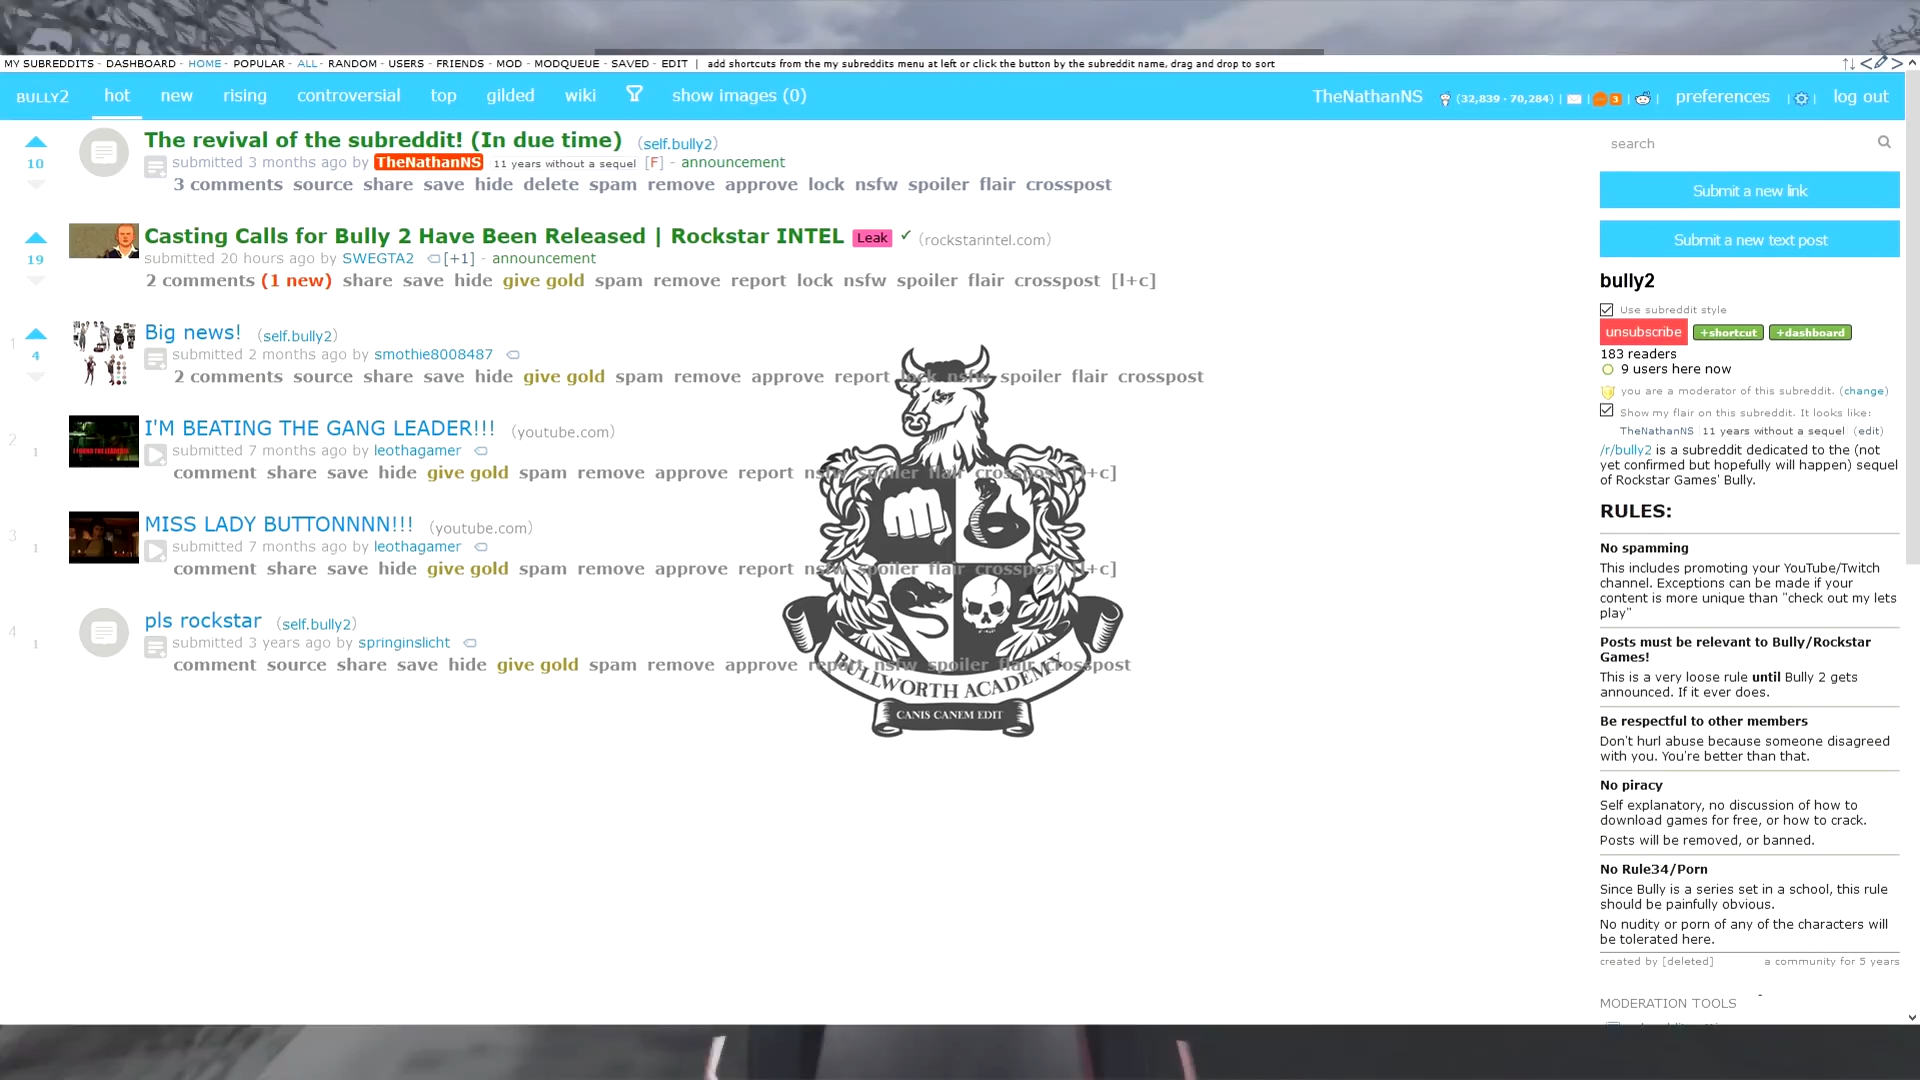 MY SUBREDDITS - DASHBOARD - HOME - POPULAR - ALL - RANDOM - USERS - FRIENDS - MOD - MODQUEUE - SAVED - EDIT | add shortcuts from the my subreddits menu at left or click the button by the subreddit name, drag and drop to sort
BULLY2 hot new rising controversial top gilded wiki show images (0) TheNathanNS (32,839 · 70,284) | | 3 | | preferences | | log out
The revival of the subreddit! (In due time) (self.bully2)
10
submitted 3 months ago by TheNathanNS 11 years without a sequel [F] - announcement
3 comments source share save hide delete spam remove approve lock nsfw spoiler flair crosspost
Casting Calls for Bully 2 Have Been Released | Rockstar INTEL Leak ✓ (rockstarintel.com)
19
submitted 20 hours ago by SWEGTA2 [+1] - announcement
2 comments (1 new) share save hide give gold spam remove report lock nsfw spoiler flair crosspost [l+c]
1
4
Big news! (self.bully2)
submitted 2 months ago by smothie8008487
2 comments source share save hide give gold spam remove approve report lock nsfw spoiler flair crosspost
2
1
I'M BEATING THE GANG LEADER!!! (youtube.com)
submitted 7 months ago by leothagamer
comment share save hide give gold spam remove approve report nsfw spoiler flair crosspost [l+c]
3
1
MISS LADY BUTTONNNN!!! (youtube.com)
submitted 7 months ago by leothagamer
comment share save hide give gold spam remove approve report nsfw spoiler flair crosspost [l+c]
4
1
pls rockstar (self.bully2)
submitted 3 years ago by springinslicht
comment source share save hide give gold spam remove approve report nsfw spoiler flair crosspost
BULLWORTH ACADEMY
CANIS CANEM EDIT
search
Submit a new link
Submit a new text post
bully2
Use subreddit style
unsubscribe +shortcut +dashboard
183 readers
9 users here now
you are a moderator of this subreddit. (change)
Show my flair on this subreddit. It looks like:
TheNathanNS 11 years without a sequel (edit)
/r/bully2 is a subreddit dedicated to the (not
yet confirmed but hopefully will happen) sequel
of Rockstar Games' Bully.
RULES:
No spamming
This includes promoting your YouTube/Twitch
channel. Exceptions can be made if your
content is more unique than "check out my lets
play"
Posts must be relevant to Bully/Rockstar
Games!
This is a very loose rule until Bully 2 gets
announced. If it ever does.
Be respectful to other members
Don't hurl abuse because someone disagreed
with you. You're better than that.
No piracy
Self explanatory, no discussion of how to
download games for free, or how to crack.
Posts will be removed, or banned.
No Rule34/Porn
Since Bully is a series set in a school, this rule
should be painfully obvious.
No nudity or porn of any of the characters will
be tolerated here.
created by [deleted] a community for 5 years
MODERATION TOOLS